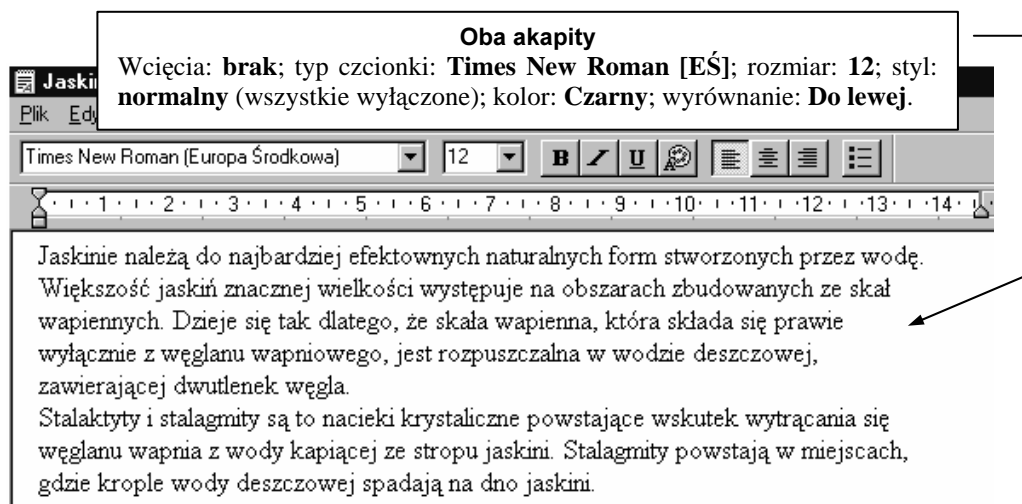 Oba akapity
Wcięcia: brak; typ czcionki: Times New Roman [EŚ]; rozmiar: 12; styl:
normalny (wszystkie wyłączone); kolor: Czarny; wyrównanie: Do lewej.
Plik
Times New Roman (Europa Środkowa) 12 B I U
1 2 3 4 5 6 7 8 9 10 11 12 13 14
Jaskinie należą do najbardziej efektownych naturalnych form stworzonych przez wodę.
Większość jaskiń znacznej wielkości występuje na obszarach zbudowanych ze skał
wapiennych. Dzieje się tak dlatego, że skała wapienna, która składa się prawie
wyłącznie z węglanu wapniowego, jest rozpuszczalna w wodzie deszczowej,
zawierającej dwutlenek węgla.
Stalaktyty i stalagmity są to nacieki krystaliczne powstające wskutek wytrącania się
węglanu wapnia z wody kapiącej ze stropu jaskini. Stalagmity powstają w miejscach,
gdzie krople wody deszczowej spadają na dno jaskini.